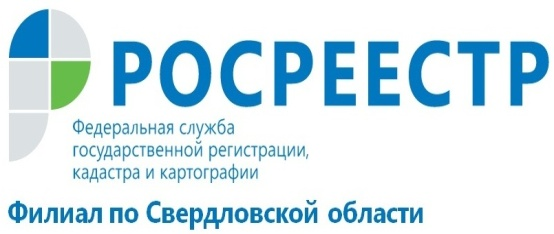 РОСРЕЕСТР
Федеральная служба
государственной регистрации,
кадастра и картографии
Филиал по Свердловской области